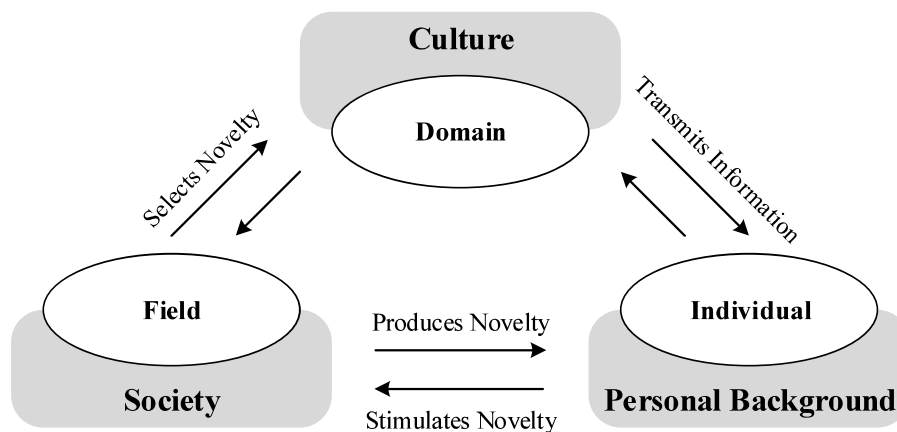 Culture
Domain
Transmits Information
Selects Novelty
Field
Individual
Produces Novelty
Society
Personal Background
Stimulates Novelty